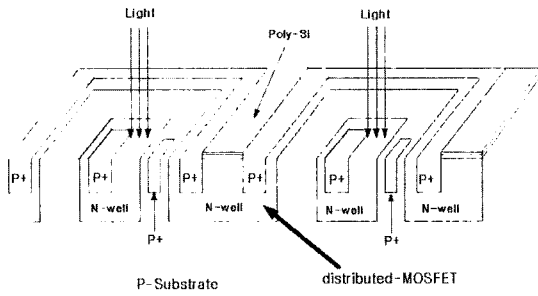 Light Light
Poly-Si
P+ P+ P+ P+ P+ P+
N-well N-well N-well N-well
P+ P+
P-Substrate distributed-MOSFET